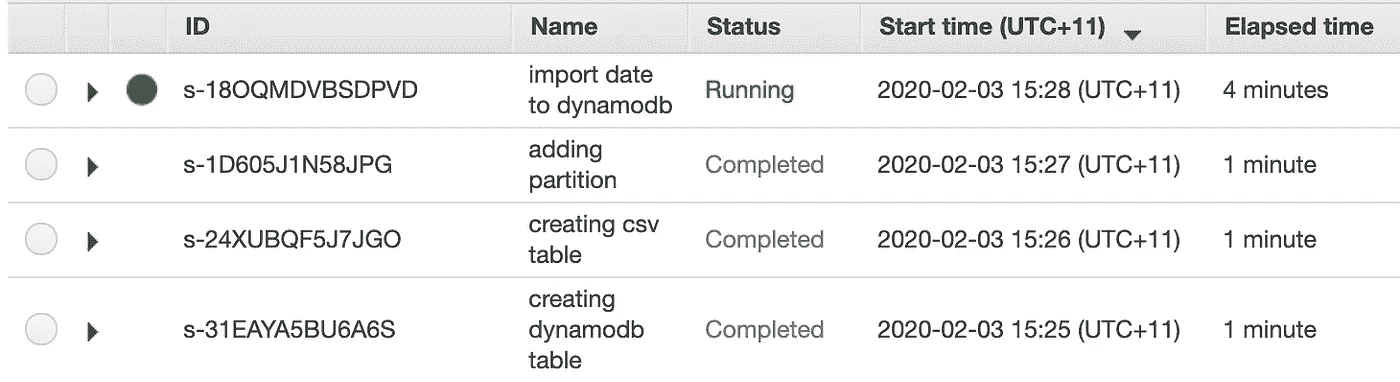 ID Name Status Start time (UTC+11) Elapsed time
s-18OQMDVBSDPVD import date to dynamodb Running 2020-02-03 15:28 (UTC+11) 4 minutes
s-1D605J1N58JPG adding partition Completed 2020-02-03 15:27 (UTC+11) 1 minute
s-24XUBQF5J7JGO creating csv table Completed 2020-02-03 15:26 (UTC+11) 1 minute
s-31EAYA5BU6A6S creating dynamodb table Completed 2020-02-03 15:25 (UTC+11) 1 minute